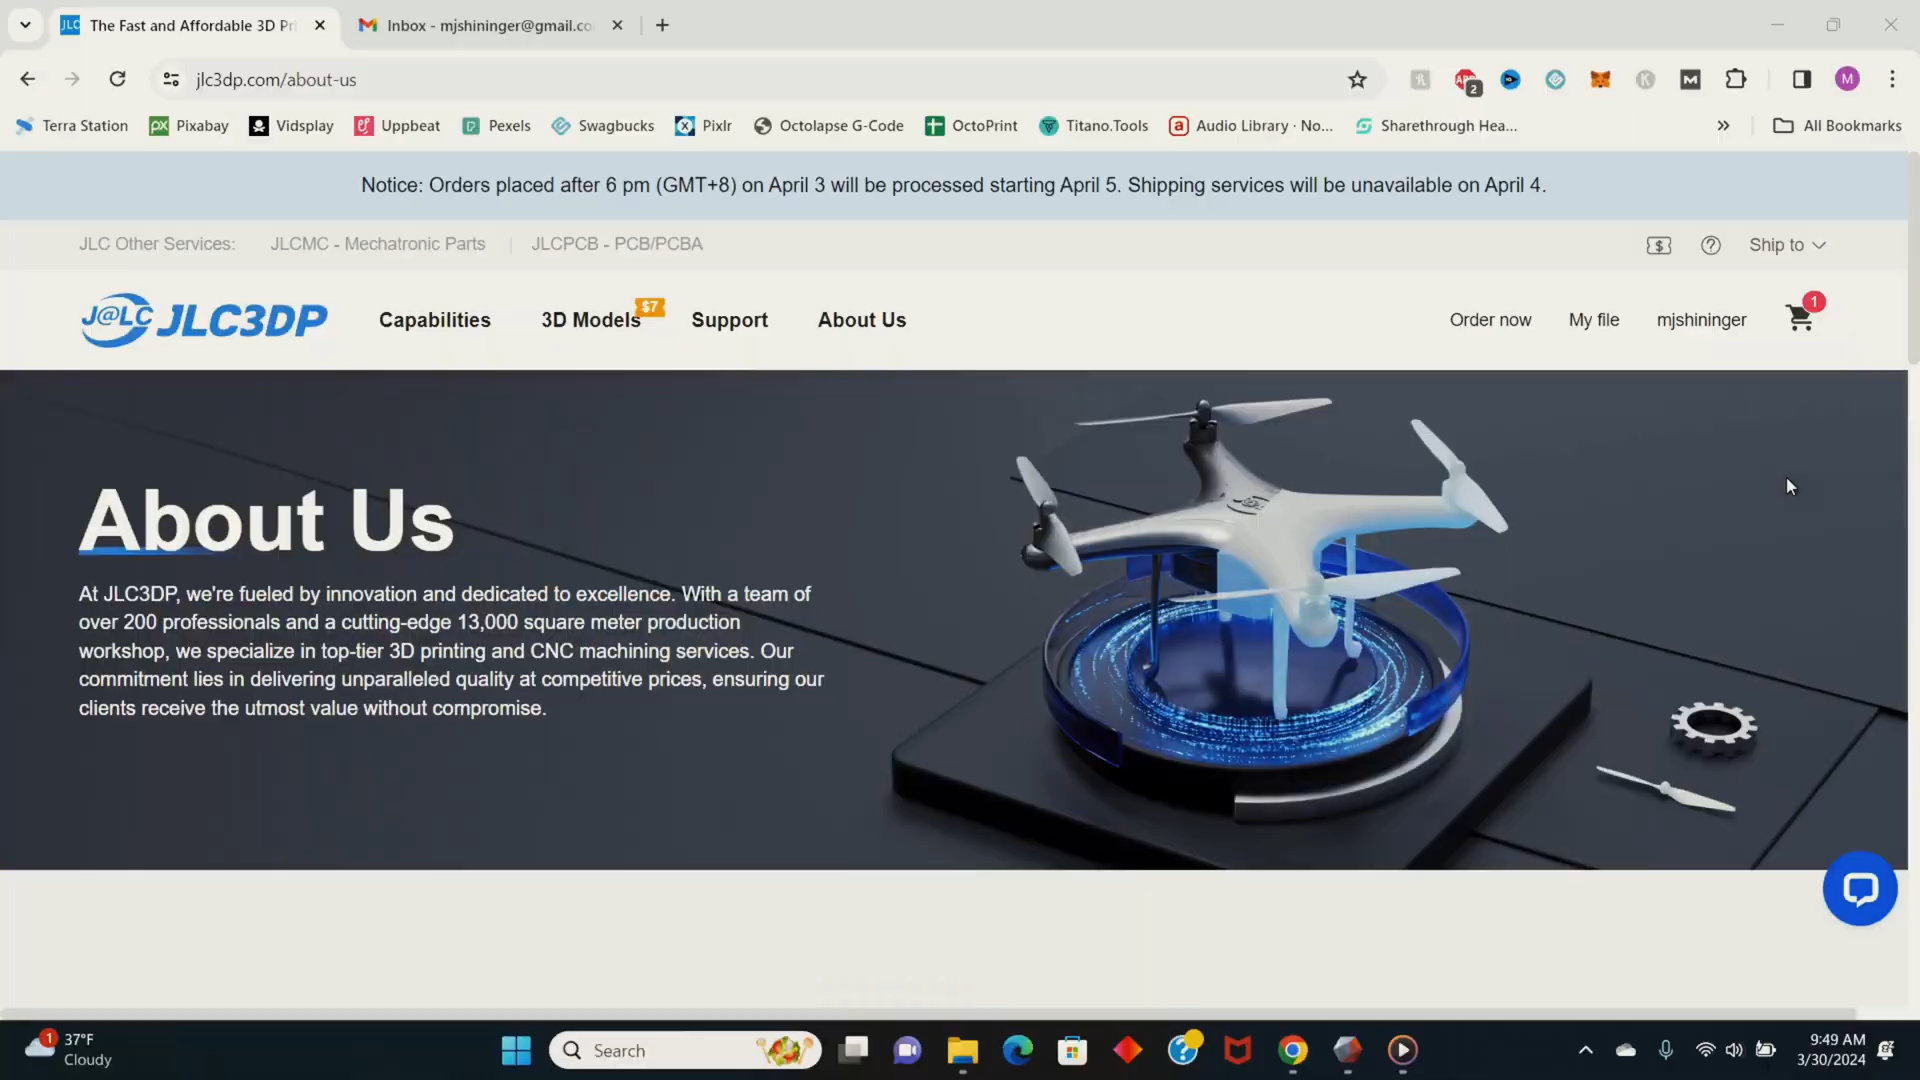 The Fast and Affordable 3D Pri
Inbox - mjshininger@gmail.co
jlc3dp.com/about-us
2
M
Terra Station
Pixabay
Vidsplay
Uppbeat
Pexels
Swagbucks
Pixlr
Octolapse G-Code
OctoPrint
Titano.Tools
Audio Library · No...
Sharethrough Hea...
All Bookmarks
Notice: Orders placed after 6 pm (GMT+8) on April 3 will be processed starting April 5. Shipping services will be unavailable on April 4.
JLC Other Services: JLCMC - Mechatronic Parts | JLCPCB - PCB/PCBA
Ship to
J@LC JLC3DP
Capabilities
3D Models
$7
Support
About Us
Order now
My file
mjshininger
1
About Us
At JLC3DP, we're fueled by innovation and dedicated to excellence. With a team of
over 200 professionals and a cutting-edge 13,000 square meter production
workshop, we specialize in top-tier 3D printing and CNC machining services. Our
commitment lies in delivering unparalleled quality at competitive prices, ensuring our
clients receive the utmost value without compromise.
1
37°F
Cloudy
Search
9:49 AM
3/30/2024